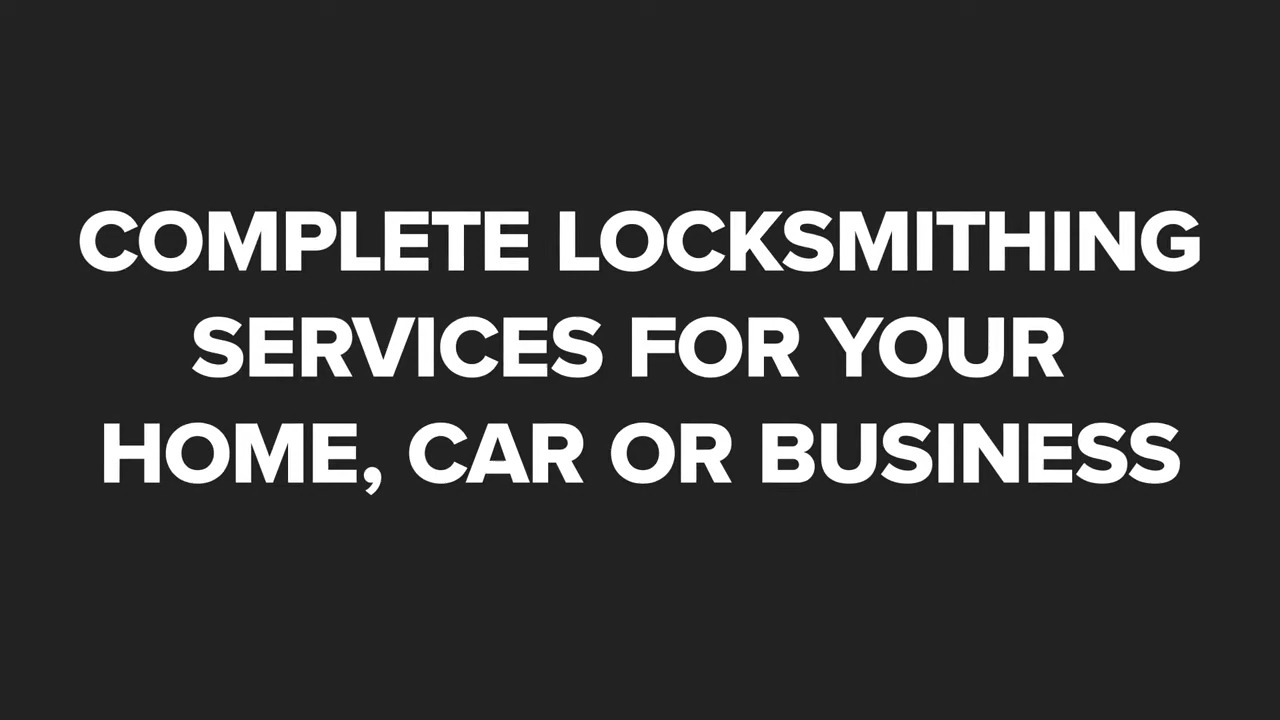 COMPLETE LOCKSMITHING
SERVICES FOR YOUR
HOME, CAR OR BUSINESS